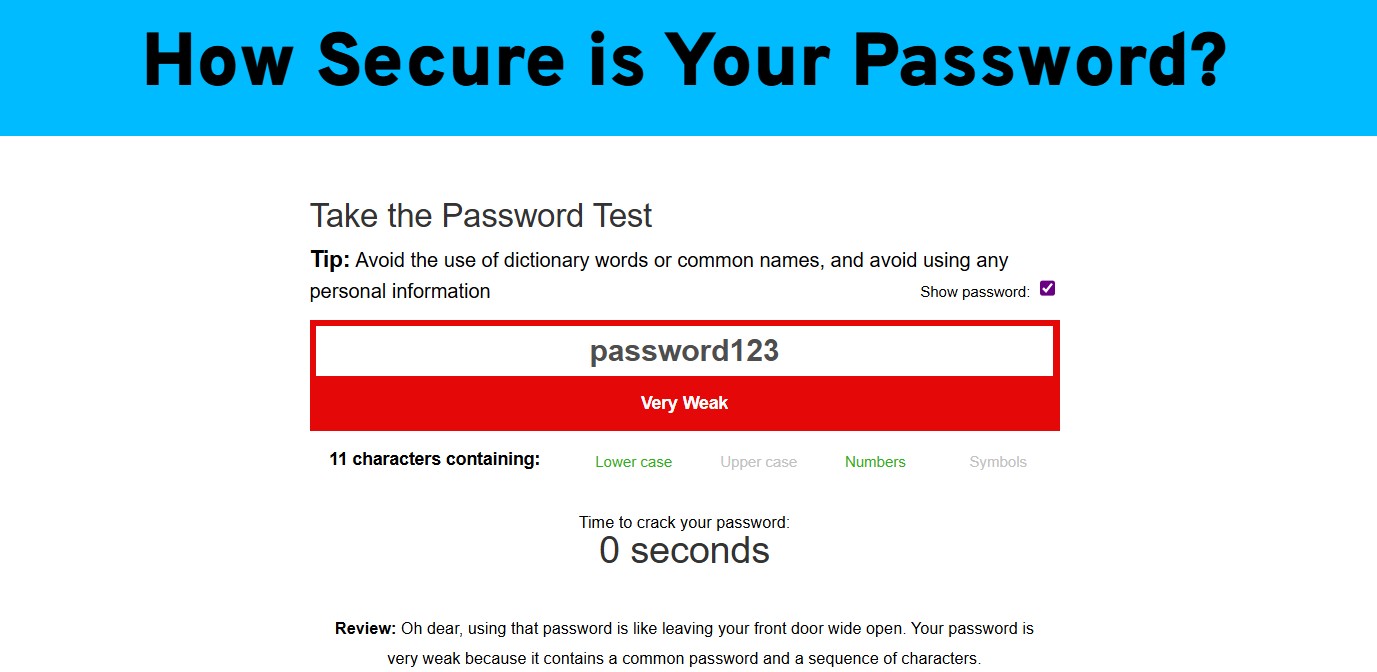 How Secure is Your Password?
Take the Password Test
Tip: Avoid the use of dictionary words or common names, and avoid using any
personal information
Show password:
password123
Very Weak
11 characters containing:
Lower case
Upper case
Numbers
Symbols
Time to crack your password:
0 seconds
Review: Oh dear, using that password is like leaving your front door wide open. Your password is
very weak because it contains a common password and a sequence of characters.